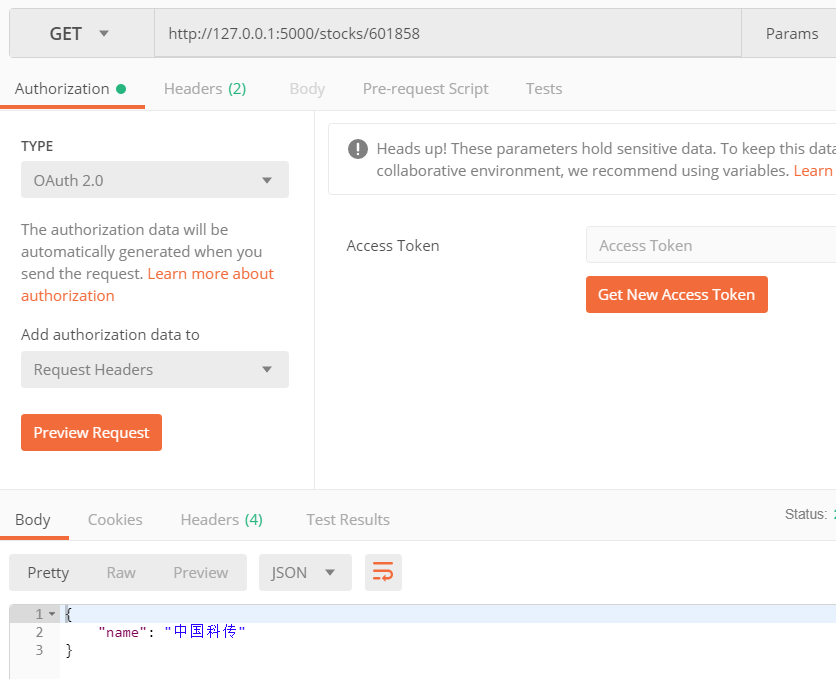 GET http://127.0.0.1:5000/stocks/601858 Params
Authorization Headers (2) Body Pre-request Script Tests
TYPE
OAuth 2.0
The authorization data will be
automatically generated when you
send the request. Learn more about
authorization
Add authorization data to
Request Headers
Preview Request
Heads up! These parameters hold sensitive data. To keep this data
collaborative environment, we recommend using variables. Learn
Access Token Access Token
Get New Access Token
Body Cookies Headers (4) Test Results Status:
Pretty Raw Preview JSON
1 {
2 "name": "中国科传"
3 }